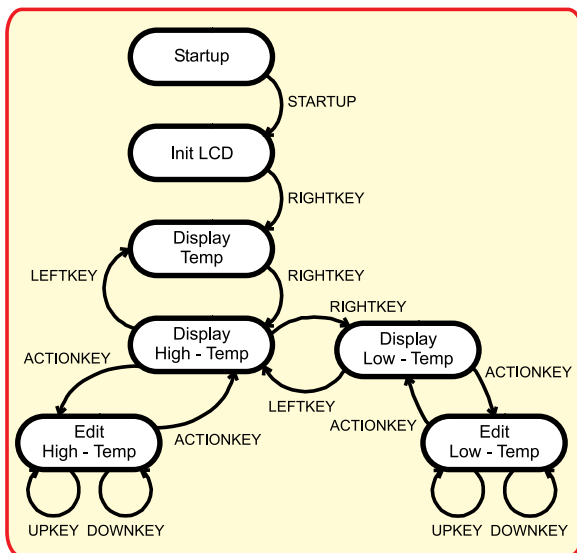 Startup
STARTUP
Init LCD
RIGHTKEY
Display
Temp
LEFTKEY
RIGHTKEY
RIGHTKEY
Display
High - Temp
Display
Low - Temp
ACTIONKEY
ACTIONKEY
LEFTKEY
ACTIONKEY
ACTIONKEY
Edit
High - Temp
Edit
Low - Temp
UPKEY
DOWNKEY
UPKEY
DOWNKEY